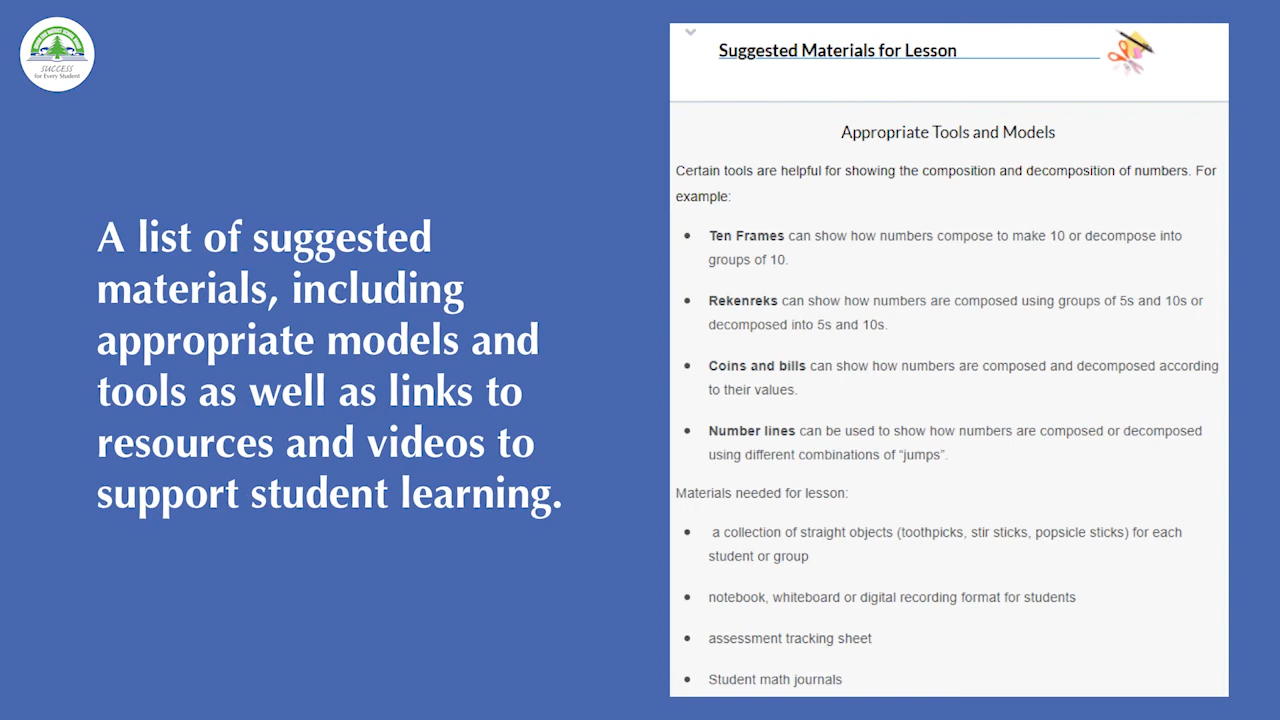 SUCCESS
for Every Student
A list of suggested
materials, including
appropriate models and
tools as well as links to
resources and videos to
support student learning.
Suggested Materials for Lesson
Appropriate Tools and Models
Certain tools are helpful for showing the composition and decomposition of numbers. For
example:
Ten Frames can show how numbers compose to make 10 or decompose into
groups of 10.
Rekenreks can show how numbers are composed using groups of 5s and 10s or
decomposed into 5s and 10s.
Coins and bills can show how numbers are composed and decomposed according
to their values.
Number lines can be used to show how numbers are composed or decomposed
using different combinations of “jumps”.
Materials needed for lesson:
a collection of straight objects (toothpicks, stir sticks, popsicle sticks) for each
student or group
notebook, whiteboard or digital recording format for students
assessment tracking sheet
Student math journals